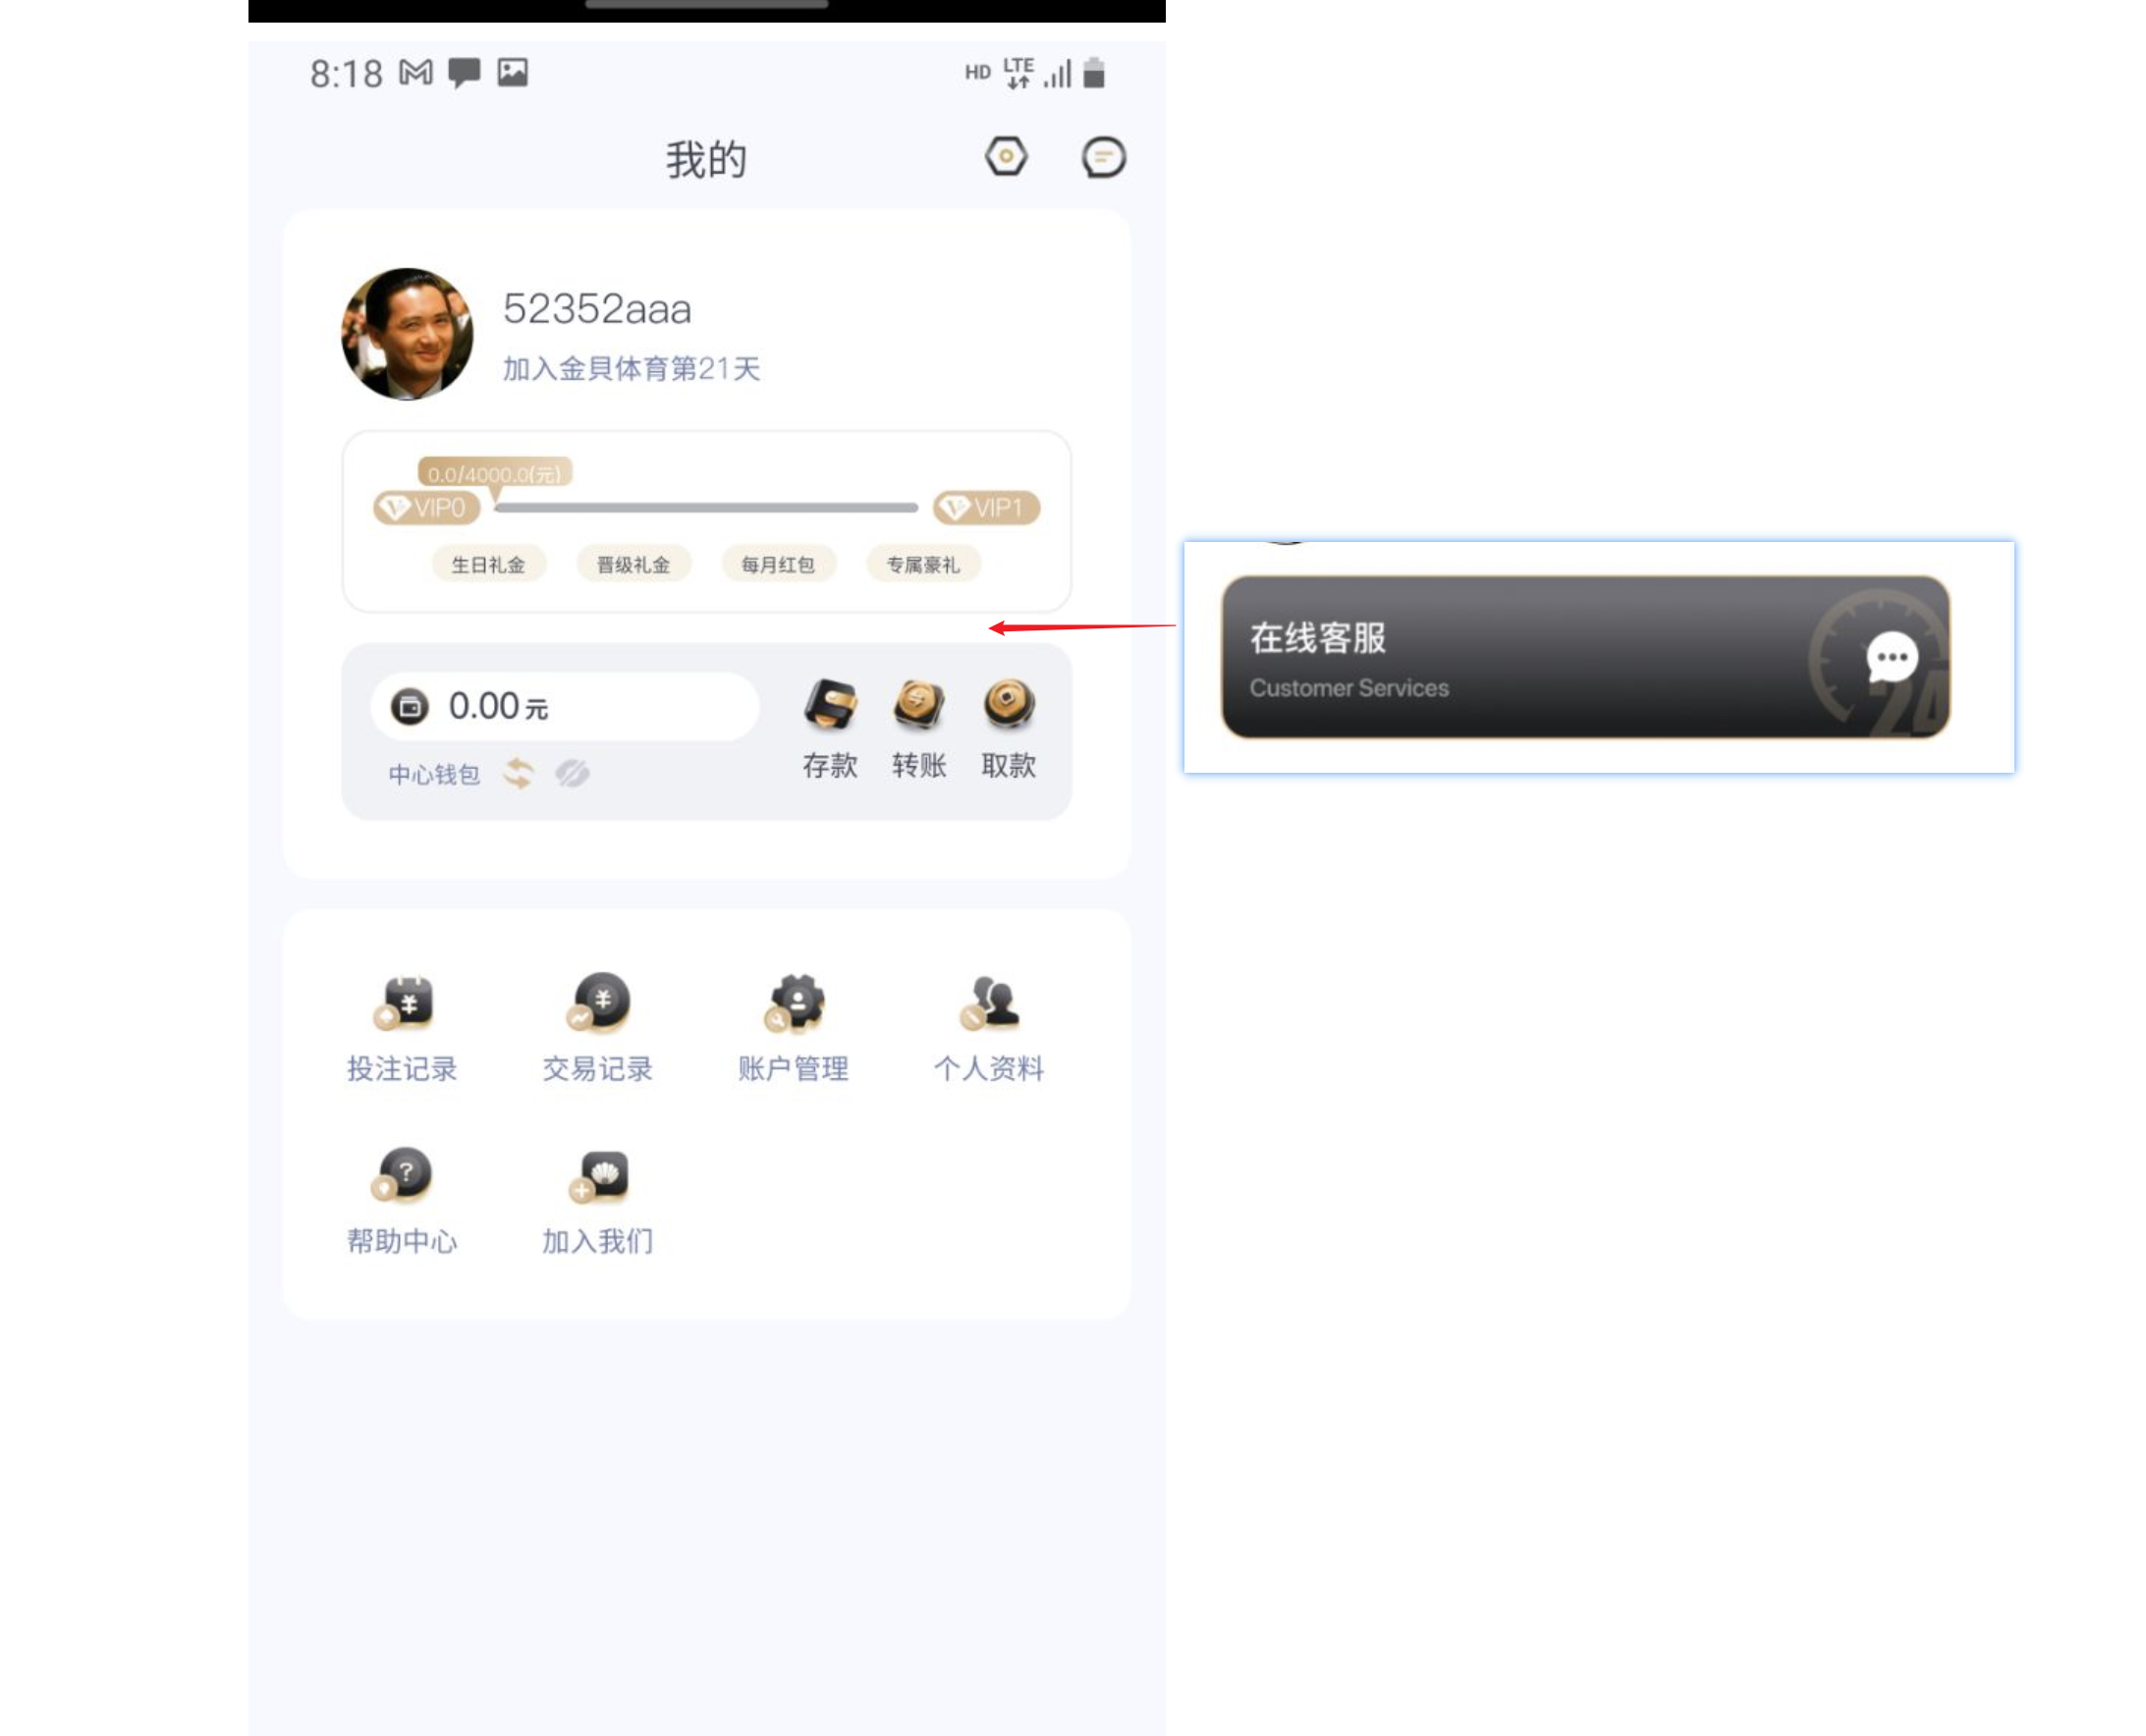 8:18
HD LTE
我的
52352aaa
加入金貝体育第21天
0.0/4000.0(元)
VIP0
VIP1
生日礼金 晋级礼金 每月红包 专属豪礼
0.00元
中心钱包
存款 转账 取款
在线客服
Customer Services
24
投注记录 交易记录 账户管理 个人资料
帮助中心 加入我们